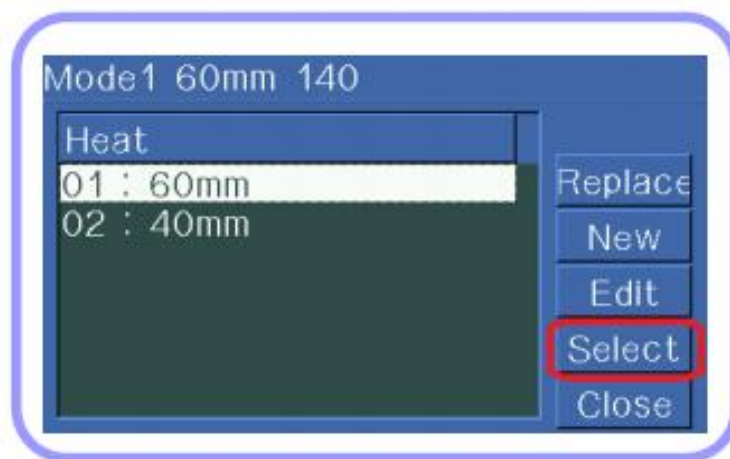 Mode1 60mm 140
Heat
01 : 60mm
02 : 40mm
Replace
New
Edit
Select
Close